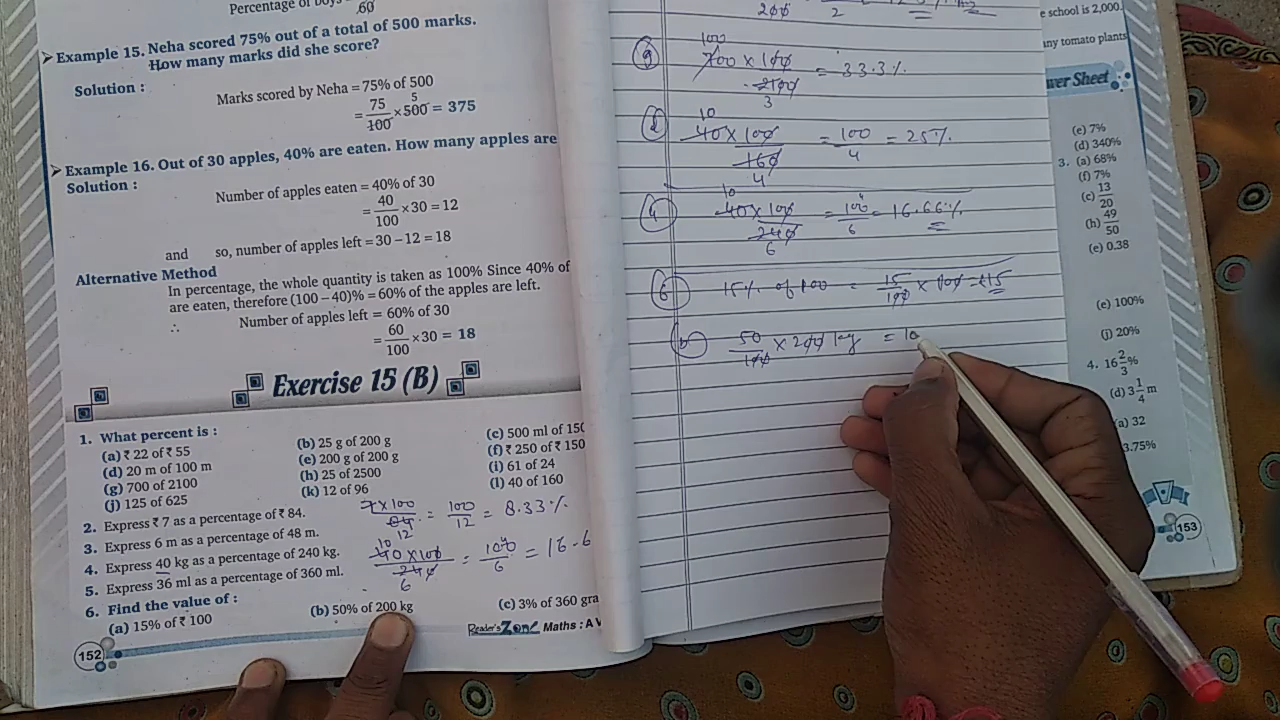 Percentage of boys =
60
➤ Example 15. Neha scored 75% out of a total of 500 marks.
How many marks did she score?
Solution :
Marks scored by Neha = 75% of 500
= 75/100 × 500 5 = 375
➤ Example 16. Out of 30 apples, 40% are eaten. How many apples are
Solution :
Number of apples eaten = 40% of 30
= 40/100 × 30 = 12
and so, number of apples left = 30 – 12 = 18
Alternative Method
In percentage, the whole quantity is taken as 100% Since 40% of
are eaten, therefore (100 – 40)% = 60% of the apples are left.
∴ Number of apples left = 60% of 30
= 60/100 × 30 = 18
Exercise 15 (B)
1. What percent is :
(a) ₹ 22 of ₹ 55 (b) 25 g of 200 g (c) 500 ml of 150
(d) 20 m of 100 m (e) 200 g of 200 g (f) ₹ 250 of ₹ 150
(g) 700 of 2100 (h) 25 of 2500 (i) 61 of 24
(j) 125 of 625 (k) 12 of 96 (l) 40 of 160
2. Express ₹ 7 as a percentage of ₹ 84.
3. Express 6 m as a percentage of 48 m.
4. Express 40 kg as a percentage of 240 kg.
5. Express 36 ml as a percentage of 360 ml.
6. Find the value of :
(a) 15% of ₹ 100 (b) 50% of 200 kg (c) 3% of 360 gra
7 × 100 / 84 12 = 100/12 = 8.33%
10 40 × 100 / 240 6 = 100/6 = 16.6
152
Reader's Zone Maths : A V
200
2
(g) 100 700 × 100 / 2100 3 = 33.3%
(l) 10 40 × 100 / 160 4 = 100/4 = 25%
(4) 10 40 × 100 / 240 6 = 100/6 = 16.66%
(6) 15% of 100 = 15/100 × 100 = 15
(b) 50/100 × 200 kg = 10
e school is 2,000.
ny tomato plants
wer Sheet
(e) 7%
(d) 340%
3. (a) 68%
(f) 7%
(c) 13/20
(h) 49/50
(e) 0.38
(e) 100%
(j) 20%
4. 16 2/3 %
(d) 3 1/4 m
(a) 32
3.75%
153